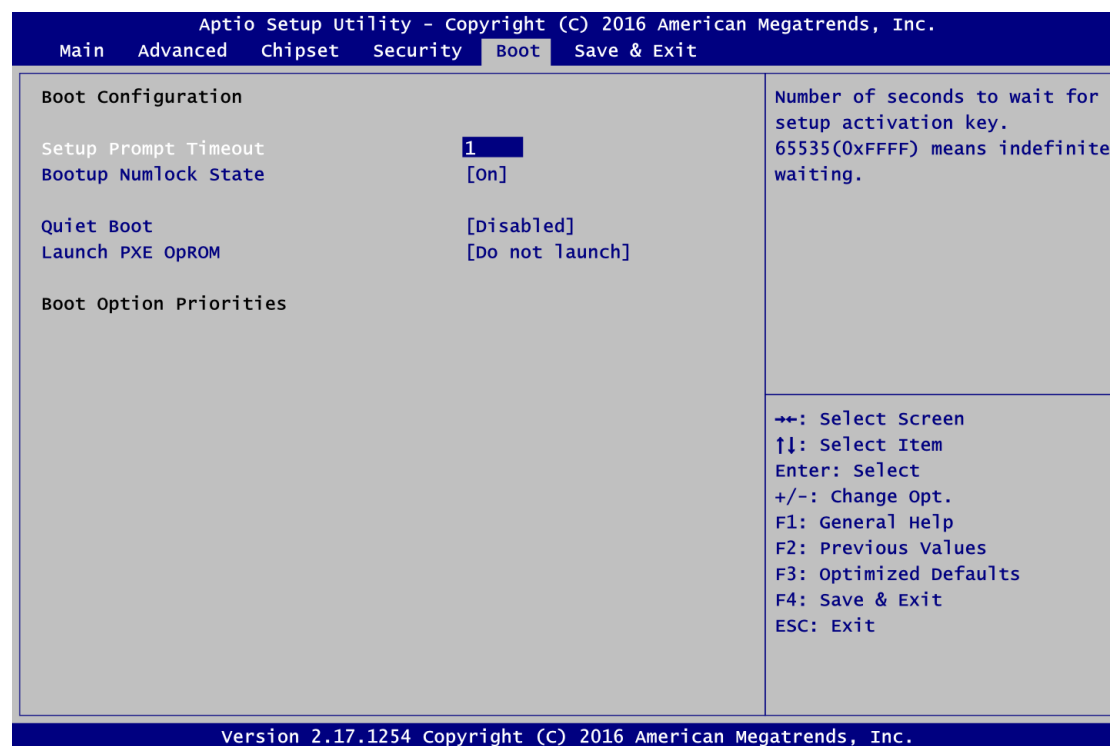 Aptio Setup Utility - Copyright (C) 2016 American Megatrends, Inc.
Main Advanced Chipset Security Boot Save & Exit
Boot Configuration
Setup Prompt Timeout 1
Bootup Numlock State [On]
Quiet Boot [Disabled]
Launch PXE OpROM [Do not launch]
Boot Option Priorities
Number of seconds to wait for
setup activation key.
65535(0xFFFF) means indefinite
waiting.
→←: Select Screen
↑↓: Select Item
Enter: Select
+/-: Change Opt.
F1: General Help
F2: Previous Values
F3: Optimized Defaults
F4: Save & Exit
ESC: Exit
Version 2.17.1254 Copyright (C) 2016 American Megatrends, Inc.